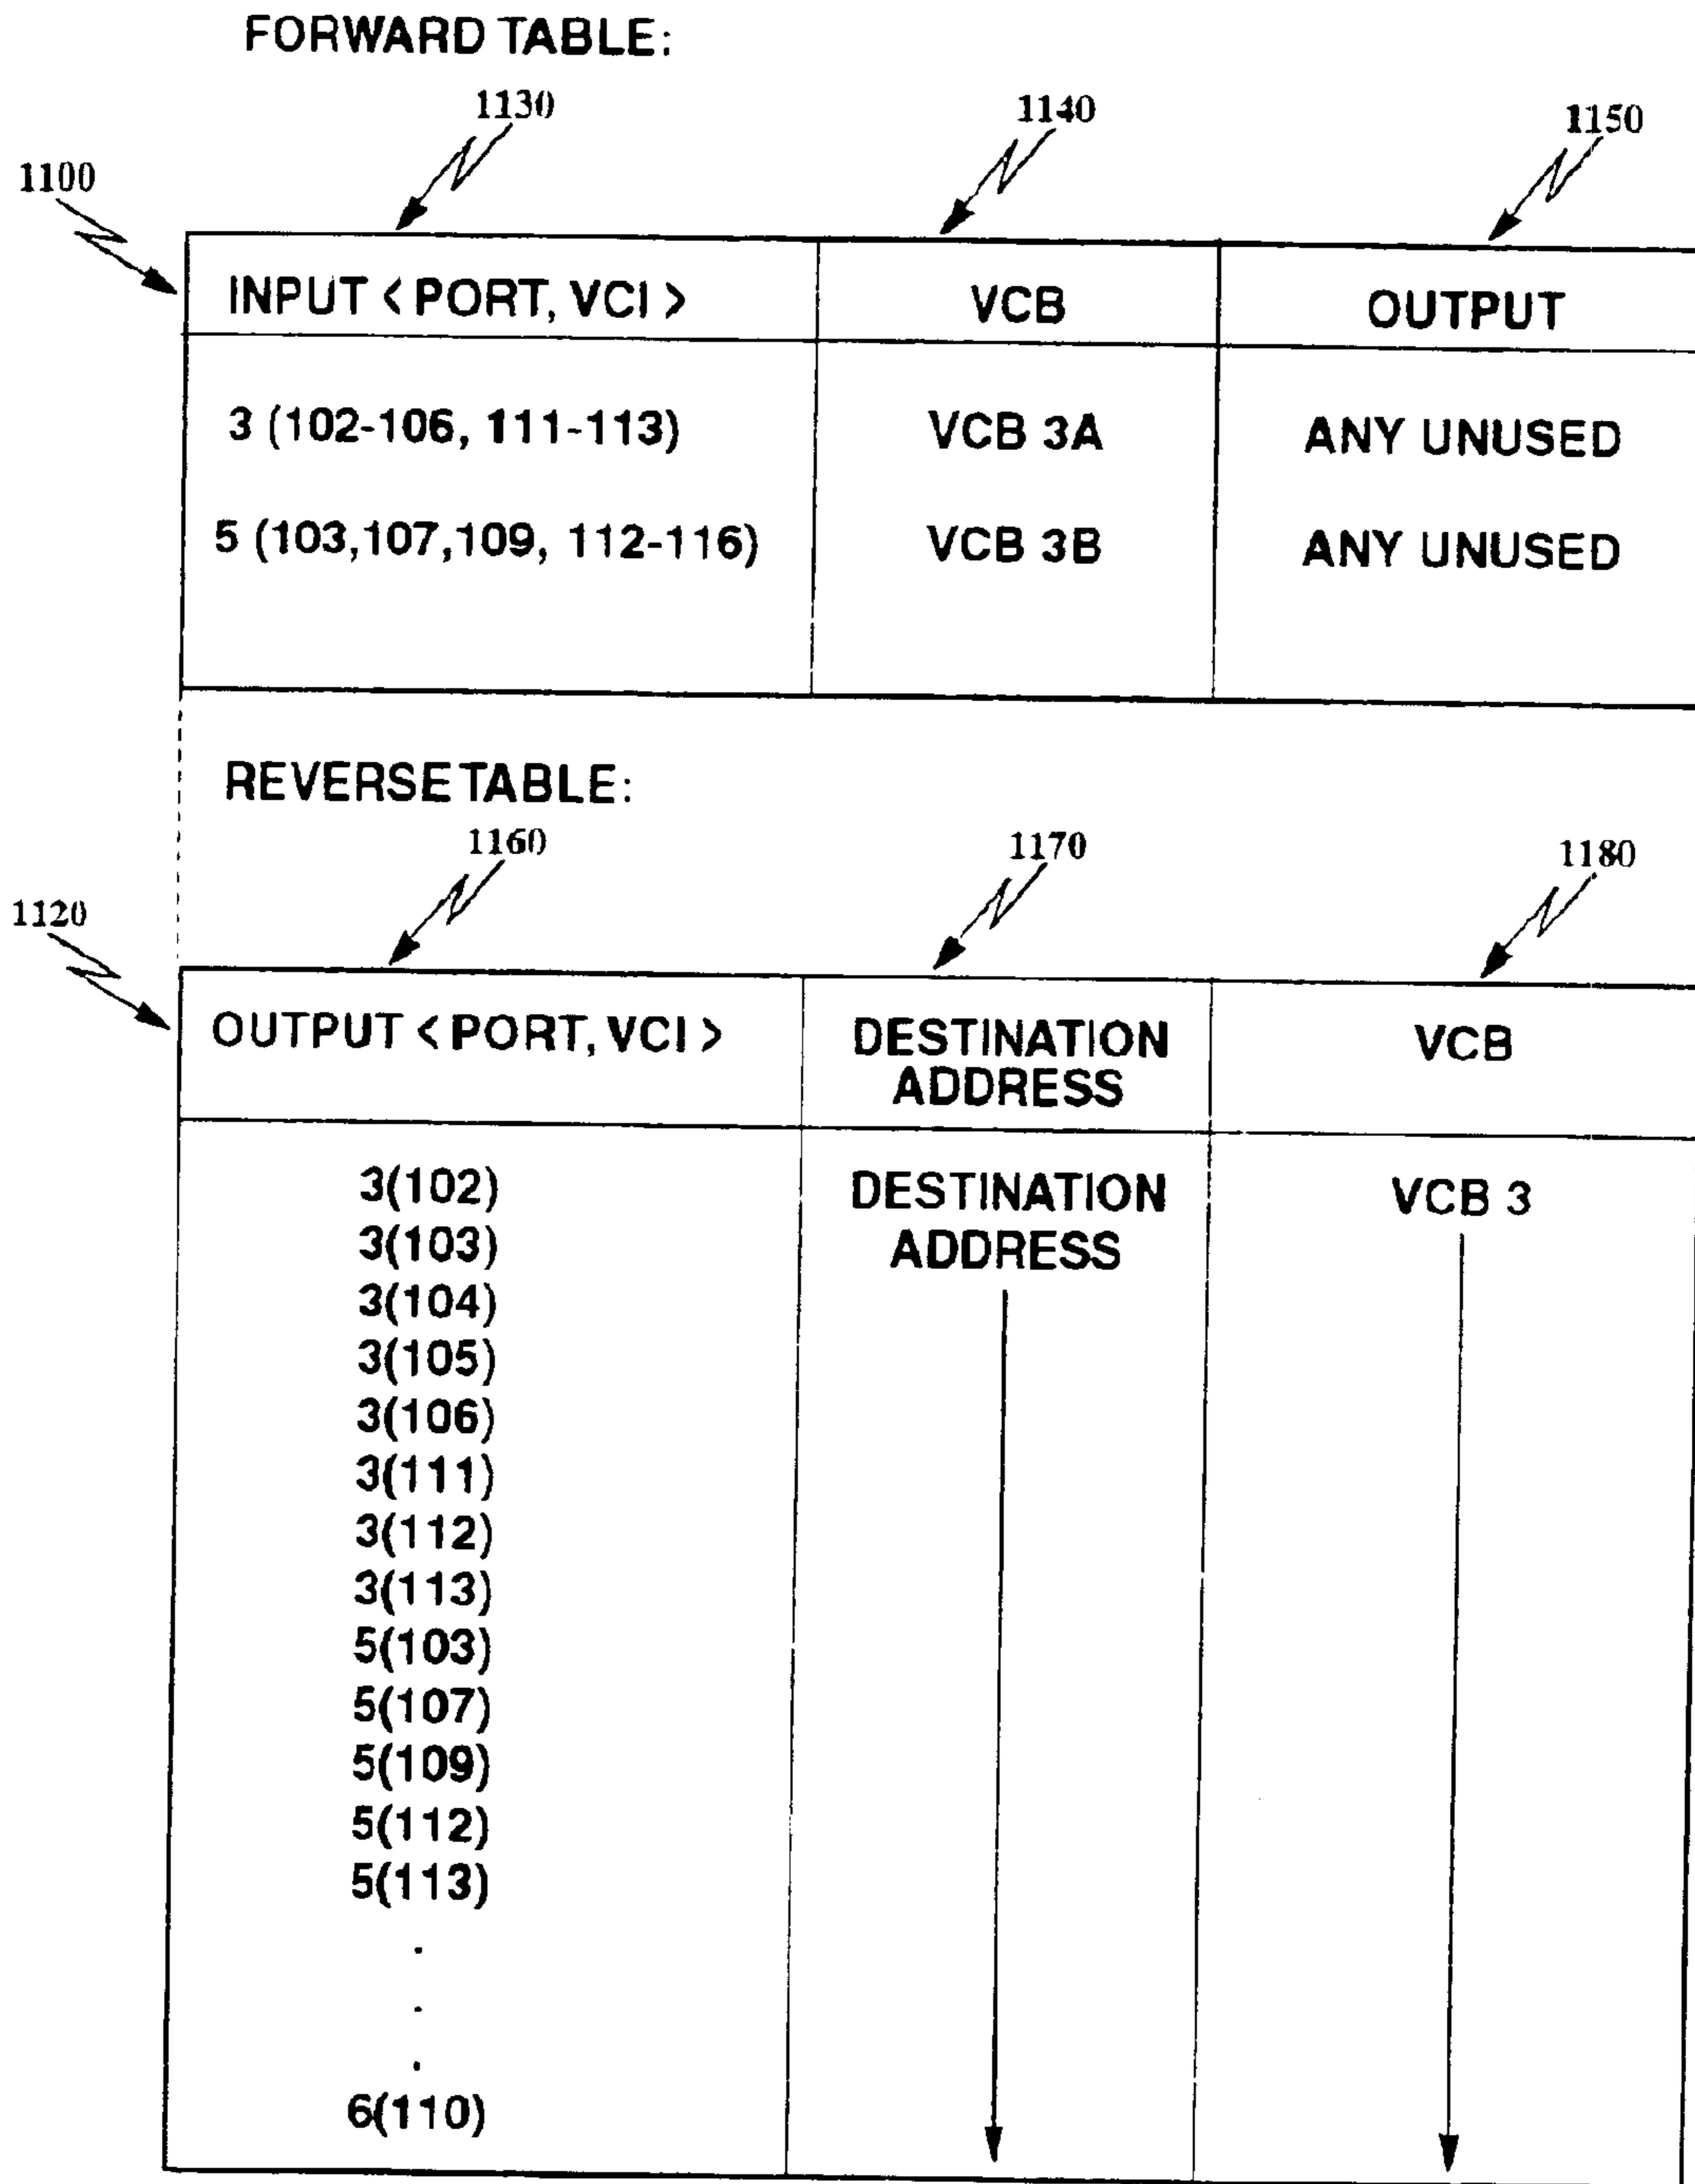 FORWARD TABLE:
1130 1140 1150
1100
INPUT < PORT, VCI > VCB OUTPUT
3 (102-106, 111-113) VCB 3A ANY UNUSED
5 (103,107,109, 112-116) VCB 3B ANY UNUSED
REVERSE TABLE:
1160 1170 1180
1120
OUTPUT < PORT, VCI > DESTINATION VCB
ADDRESS
3(102) DESTINATION VCB 3
3(103) ADDRESS
3(104)
3(105)
3(106)
3(111)
3(112)
3(113)
5(103)
5(107)
5(109)
5(112)
5(113)
.
.
.
6(110)